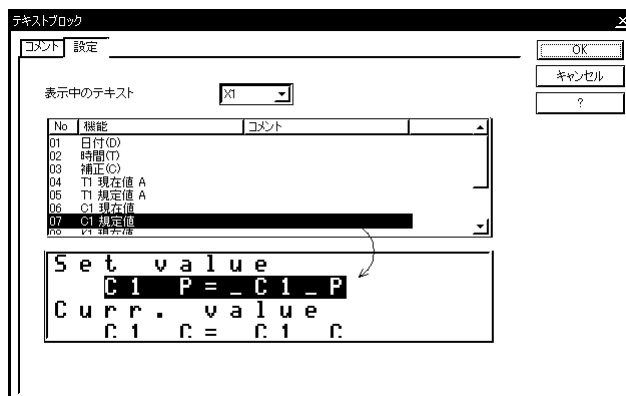 テキストブロック
コメント 設定
OK
キャンセル
?
表示中のテキスト X1
No 機能 コメント
01 日付(D)
02 時間(T)
03 補正(C)
04 T1 現在値 A
05 T1 規定値 A
06 C1 現在値
07 C1 規定値
Set value
C1 P=_C1_P
Curr. value
C1 C= C1 C